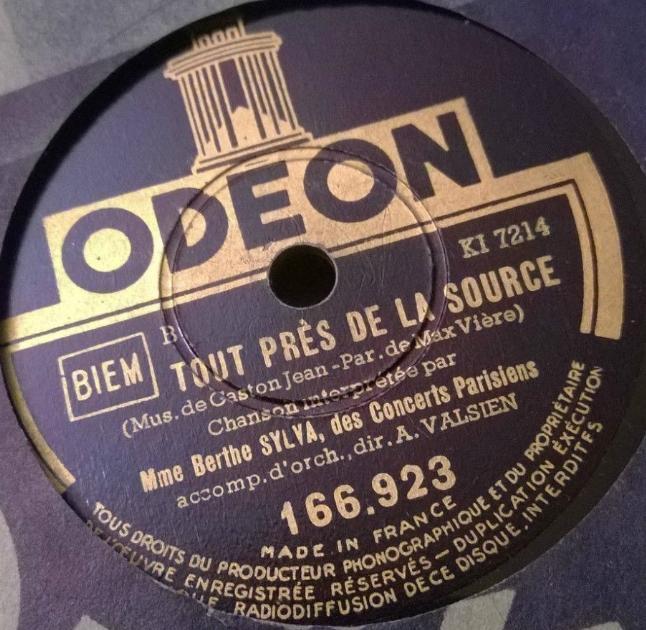 ODÉON
KI 7214
B
BIEM
TOUT PRÈS DE LA SOURCE
(Mus. de Gaston Jean - Par. de Max Vière)
Chanson interprétée par
Mme Berthe SYLVA, des Concerts Parisiens
accomp. d'orch., dir. A. VALSIEN
166.923
MADE IN FRANCE
TOUS DROITS DU PRODUCTEUR PHONOGRAPHIQUE ET DU PROPRIÉTAIRE
DE L'ŒUVRE ENREGISTRÉE RÉSERVÉS — DUPLICATION EXÉCUTION
RADIODIFFUSION DE CE DISQUE INTERDITES